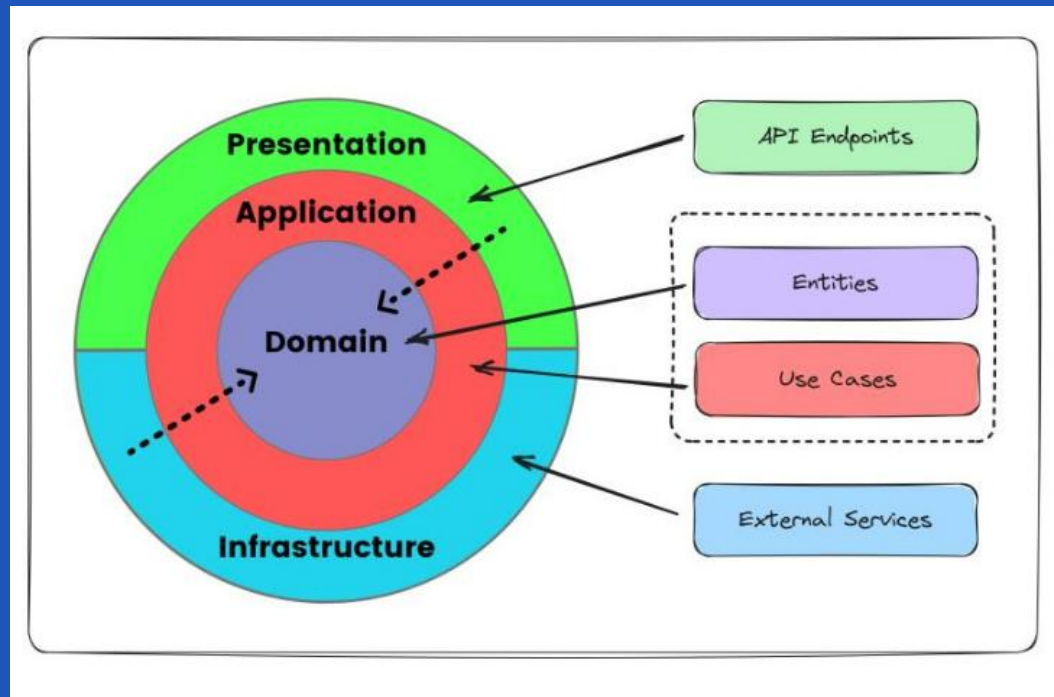 Presentation
Application
Domain
Infrastructure
API Endpoints
Entities
Use Cases
External Services